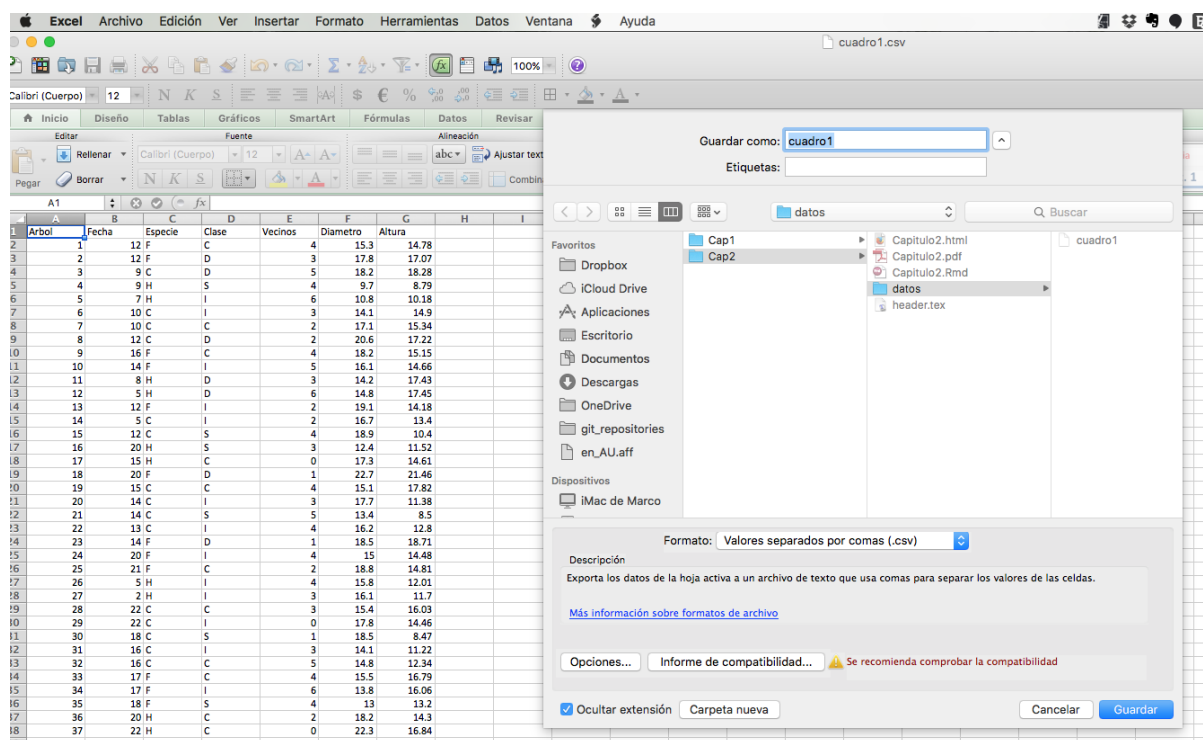 Excel Archivo Edición Ver Insertar Formato Herramientas Datos Ventana Ayuda
cuadro1.csv
100%
Calibri (Cuerpo) 12 N K S $ € %
Inicio Diseño Tablas Gráficos SmartArt Fórmulas Datos Revisar
Editar Fuente Alineación
Rellenar Calibri (Cuerpo) 12 A A abc Ajustar text
Pegar Borrar N K S A Combin
A1 fx
A B C D E F G H I
1 Arbol Fecha Especie Clase Vecinos Diametro Altura
2 1 12 F C 4 15.3 14.78
3 2 12 F D 3 17.8 17.07
4 3 9 C D 5 18.2 18.28
5 4 9 H S 4 9.7 8.79
6 5 7 H I 6 10.8 10.18
7 6 10 C I 3 14.1 14.9
8 7 10 C C 2 17.1 15.34
9 8 12 C D 2 20.6 17.22
10 9 16 F C 4 18.2 15.15
11 10 14 F I 5 16.1 14.66
12 11 8 H D 3 14.2 17.43
13 12 5 H D 6 14.8 17.45
14 13 12 F I 2 19.1 14.18
15 14 5 C I 2 16.7 13.4
16 15 12 C S 4 18.9 10.4
17 16 20 H S 3 12.4 11.52
18 17 15 H C 0 17.3 14.61
19 18 20 F D 1 22.7 21.46
20 19 15 C C 4 15.1 17.82
21 20 14 C I 3 17.7 11.38
22 21 14 C S 5 13.4 8.5
23 22 13 C I 4 16.2 12.8
24 23 14 F D 1 18.5 18.71
25 24 20 F I 4 15 14.48
26 25 21 F C 2 18.8 14.81
27 26 5 H I 4 15.8 12.01
28 27 2 H I 3 16.1 11.7
29 28 22 C C 3 15.4 16.03
30 29 22 C I 0 17.8 14.46
31 30 18 C S 1 18.5 8.47
32 31 16 C I 3 14.1 11.22
33 32 16 C C 5 14.8 12.34
34 33 17 F C 4 15.5 16.79
35 34 17 F I 6 13.8 16.06
36 35 18 F S 4 13 13.2
37 36 20 H C 2 18.2 14.3
38 37 22 H C 0 22.3 16.84
Guardar como: cuadro1
Etiquetas:
datos
Buscar
Favoritos
Dropbox
iCloud Drive
Aplicaciones
Escritorio
Documentos
Descargas
OneDrive
git_repositories
en_AU.aff
Dispositivos
iMac de Marco
Cap1
Cap2
Capitulo2.html
Capitulo2.pdf
Capitulo2.Rmd
datos
header.tex
cuadro1
Formato: Valores separados por comas (.csv)
Descripción
Exporta los datos de la hoja activa a un archivo de texto que usa comas para separar los valores de las celdas.
Más información sobre formatos de archivo
Opciones... Informe de compatibilidad... Se recomienda comprobar la compatibilidad
Ocultar extensión Carpeta nueva Cancelar Guardar